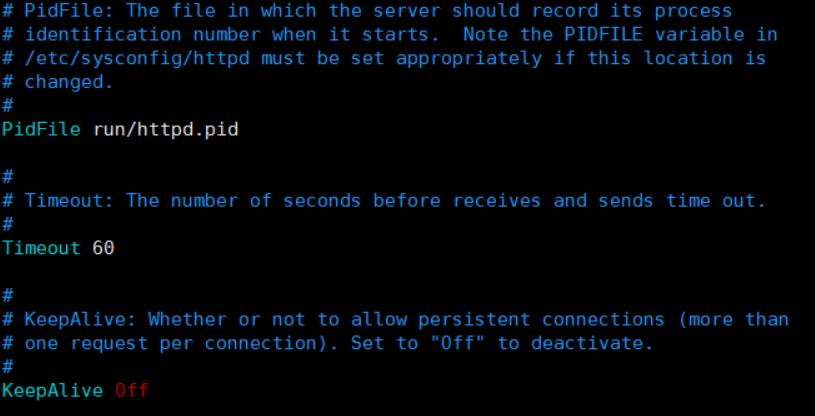 # PidFile: The file in which the server should record its process
# identification number when it starts.  Note the PIDFILE variable in
# /etc/sysconfig/httpd must be set appropriately if this location is
# changed.
#
PidFile run/httpd.pid
#
# Timeout: The number of seconds before receives and sends time out.
#
Timeout 60
#
# KeepAlive: Whether or not to allow persistent connections (more than
# one request per connection). Set to "Off" to deactivate.
#
KeepAlive Off